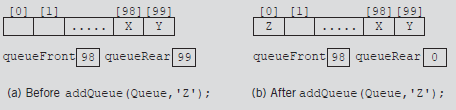 [0] [1] [98] [99] [0] [1] [98] [99]
..... X Y Z ..... X Y
queueFront 98 queueRear 99 queueFront 98 queueRear 0
(a) Before addQueue(Queue,'Z'); (b) After addQueue(Queue,'Z');